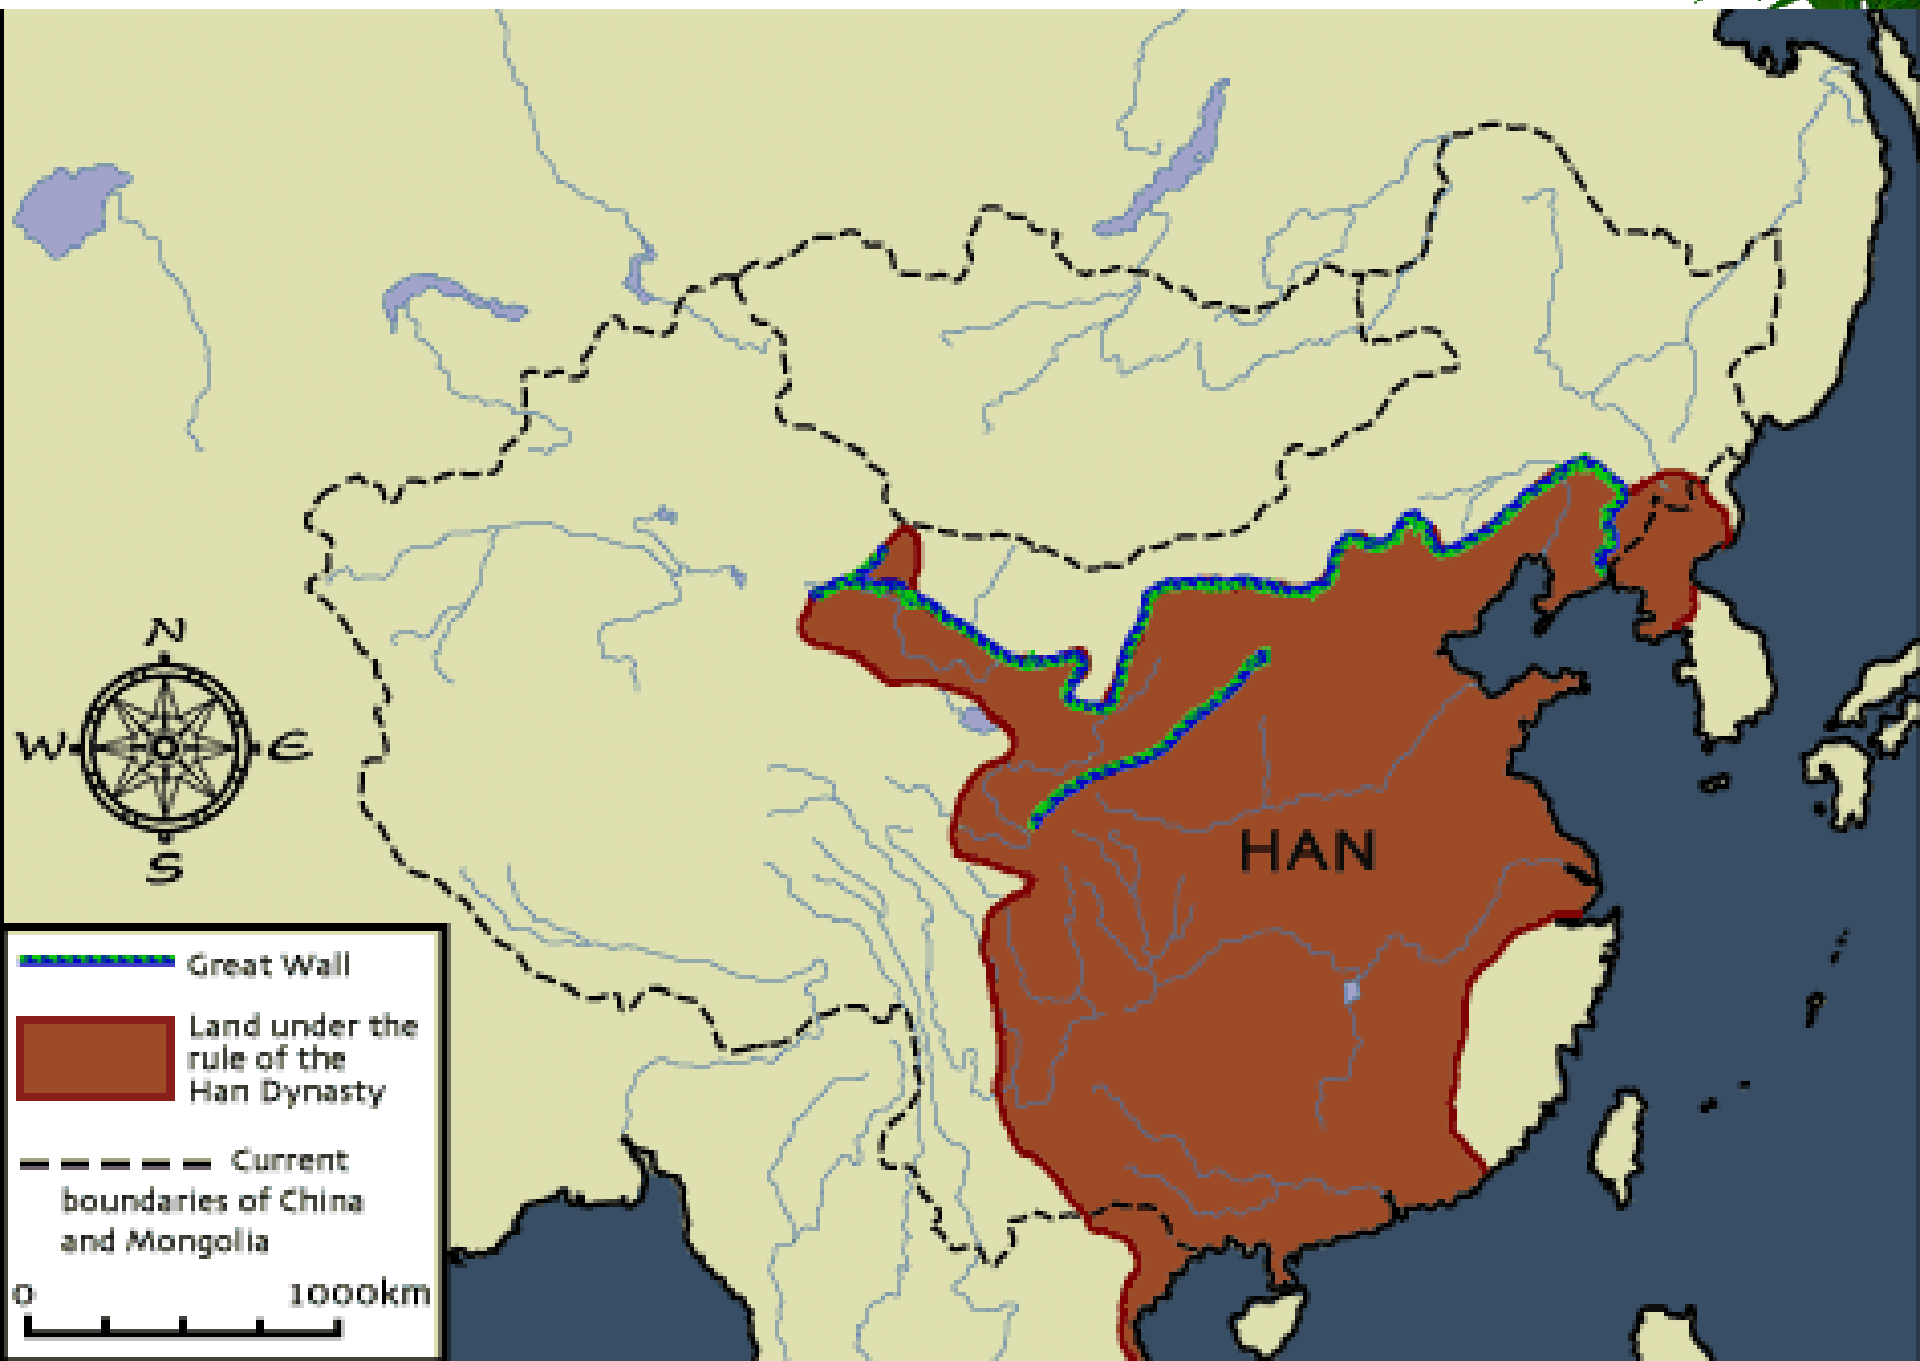 N
W E
S
HAN
Great Wall
Land under the
rule of the
Han Dynasty
Current
boundaries of China
and Mongolia
0 1000km